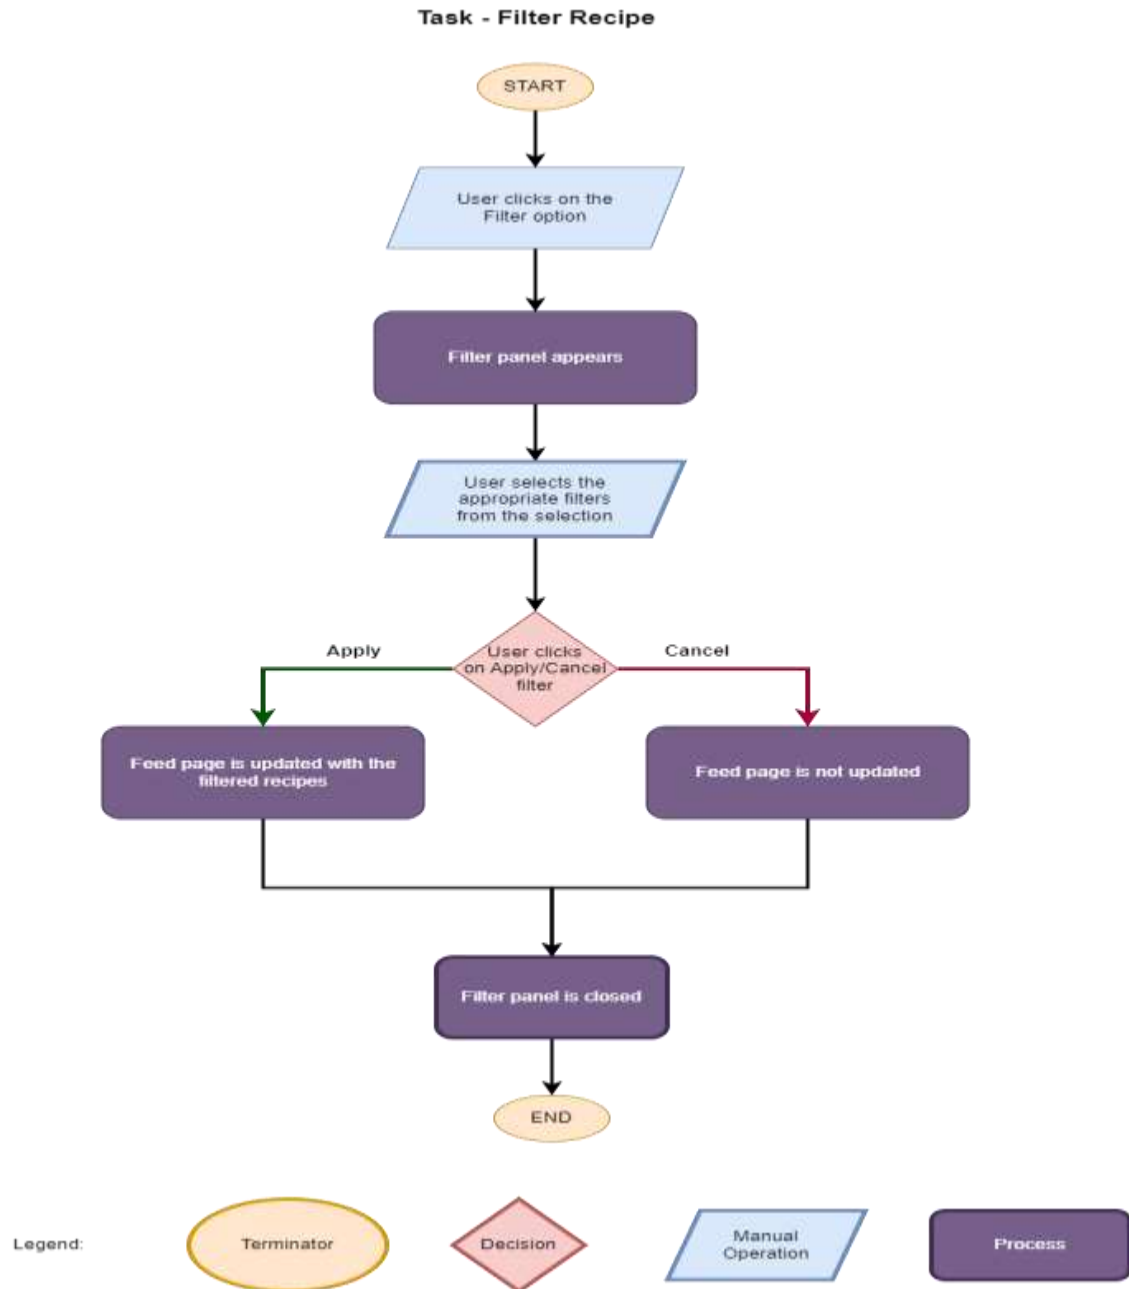 Task - Filter Recipe
START
User clicks on the
Filter option
Filter panel appears
User selects the
appropriate filters
from the selection
User clicks
on Apply/Cancel
filter
Apply
Cancel
Feed page is updated with the
filtered recipes
Feed page is not updated
Filter panel is closed
END
Legend:
Terminator
Decision
Manual
Operation
Process